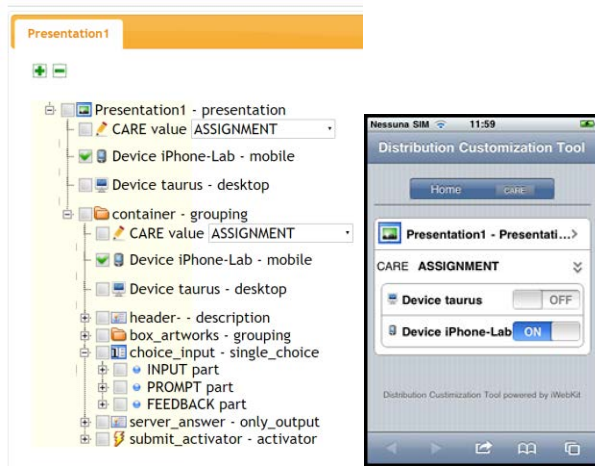 Presentation1
Presentation1 - presentation
CARE value ASSIGNMENT
Device iPhone-Lab - mobile
Device taurus - desktop
container - grouping
CARE value ASSIGNMENT
Device iPhone-Lab - mobile
Device taurus - desktop
header- - description
box_artworks - grouping
choice_input - single_choice
INPUT part
PROMPT part
FEEDBACK part
server_answer - only_output
submit_activator - activator
Nessuna SIM 11:59
Distribution Customization Tool
Home CARE
Presentation1 - Presentati...>
CARE ASSIGNMENT
Device taurus OFF
Device iPhone-Lab ON
Distribution Custimization Tool powered by iWebKit